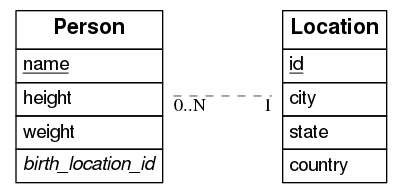 Person
name
height
weight
birth_location_id
0..N 1
Location
id
city
state
country